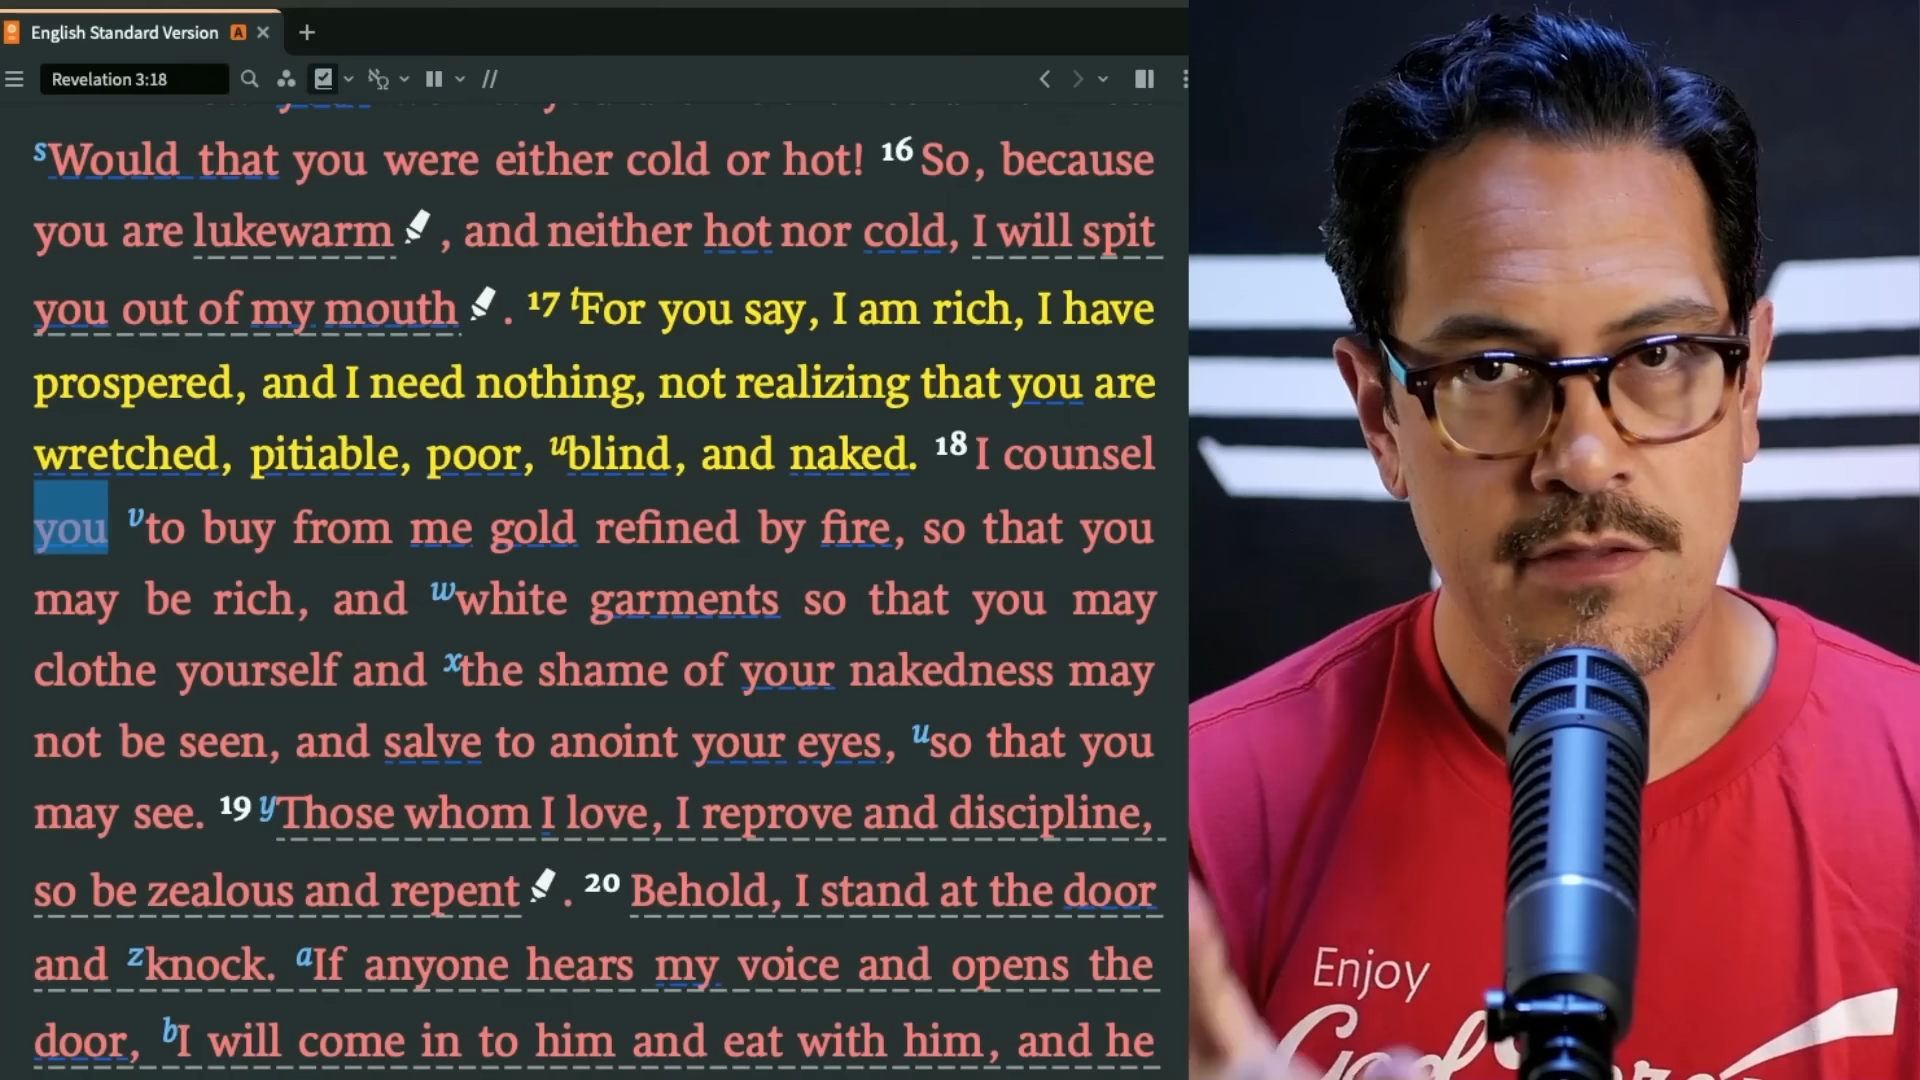 English Standard Version A
Revelation 3:18
sWould that you were either cold or hot! 16 So, because
you are lukewarm, and neither hot nor cold, I will spit
you out of my mouth. 17 tFor you say, I am rich, I have
prospered, and I need nothing, not realizing that you are
wretched, pitiable, poor, ublind, and naked. 18 I counsel
you vto buy from me gold refined by fire, so that you
may be rich, and wwhite garments so that you may
clothe yourself and xthe shame of your nakedness may
not be seen, and salve to anoint your eyes, uso that you
may see. 19 yThose whom I love, I reprove and discipline,
so be zealous and repent. 20 Behold, I stand at the door
and zknock. aIf anyone hears my voice and opens the
door, bI will come in to him and eat with him, and he
Enjoy